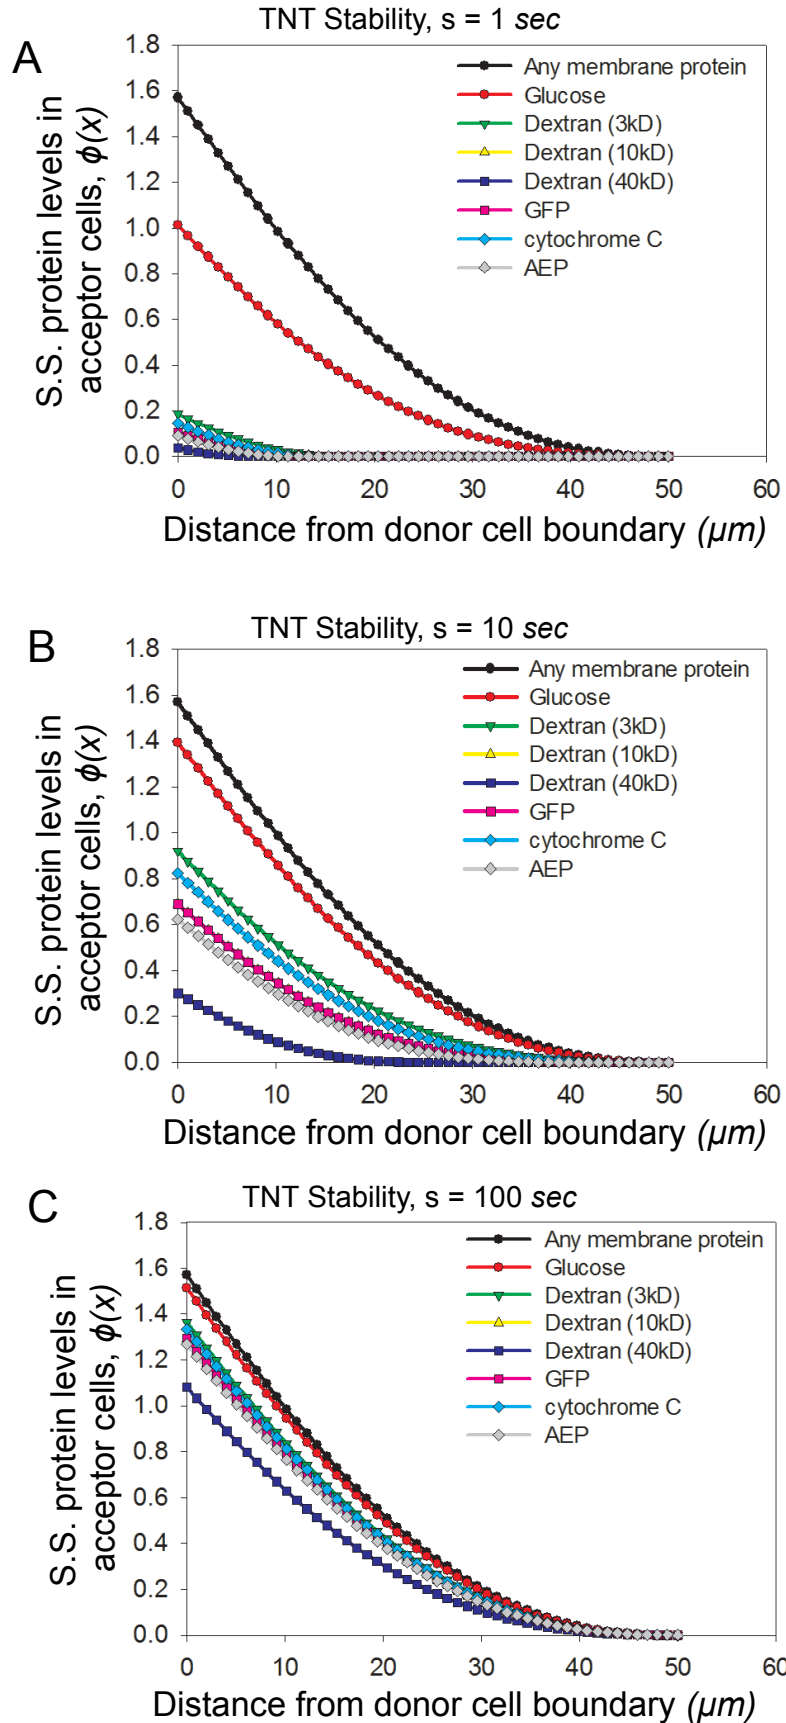 TNT Stability, s = 1 sec
A
1.8
1.6
1.4
1.2
1.0
0.8
0.6
0.4
0.2
0.0
S.S. protein levels in
acceptor cells, ϕ(x)
Any membrane protein
Glucose
Dextran (3kD)
Dextran (10kD)
Dextran (40kD)
GFP
cytochrome C
AEP
0 10 20 30 40 50 60
Distance from donor cell boundary (μm)
TNT Stability, s = 10 sec
B
1.8
1.6
1.4
1.2
1.0
0.8
0.6
0.4
0.2
0.0
S.S. protein levels in
acceptor cells, ϕ(x)
Any membrane protein
Glucose
Dextran (3kD)
Dextran (10kD)
Dextran (40kD)
GFP
cytochrome C
AEP
0 10 20 30 40 50 60
Distance from donor cell boundary (μm)
TNT Stability, s = 100 sec
C
1.8
1.6
1.4
1.2
1.0
0.8
0.6
0.4
0.2
0.0
S.S. protein levels in
acceptor cells, ϕ(x)
Any membrane protein
Glucose
Dextran (3kD)
Dextran (10kD)
Dextran (40kD)
GFP
cytochrome C
AEP
0 10 20 30 40 50 60
Distance from donor cell boundary (μm)